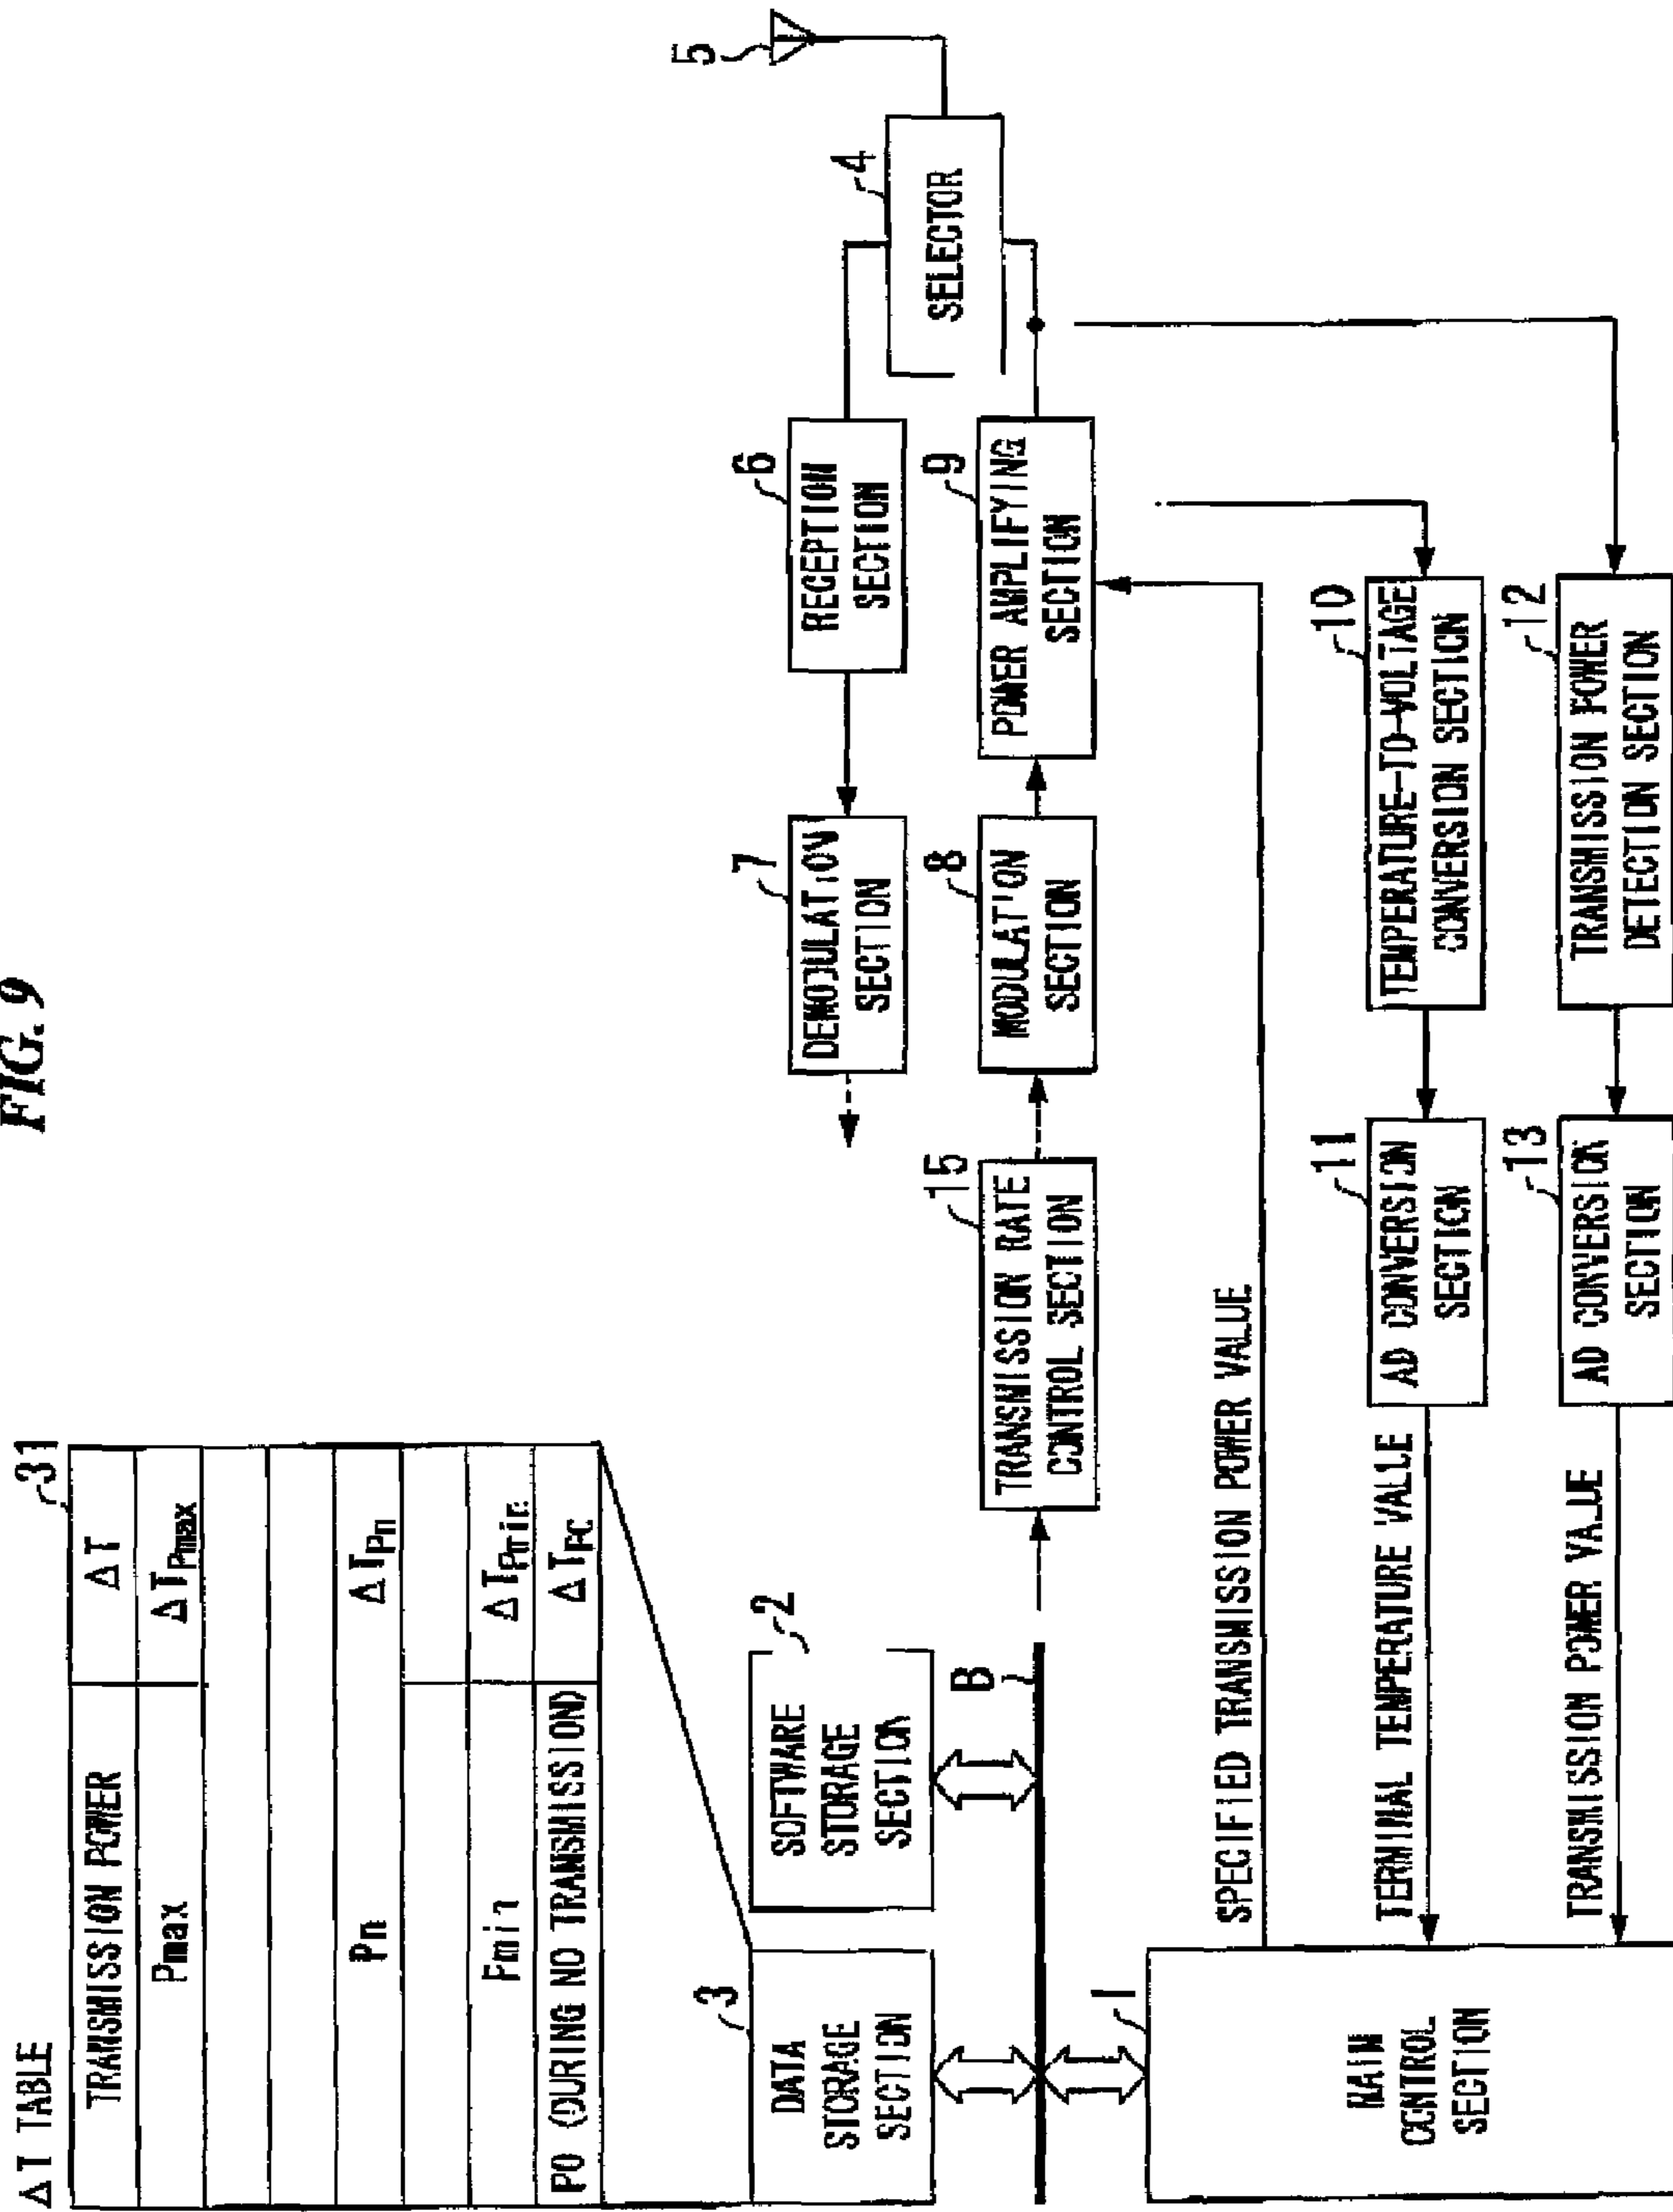 FIG. 9
ΔT TABLE
31
TRANSMISSION POWER ΔT
Pmax ΔTPmax
Pn ΔTPn
Pmin ΔTPmin
P0 (DURING NO TRANSMISSION) ΔTP0
3
DATA
STORAGE
SECTION
2
SOFTWARE
STORAGE
SECTION
B
1
MAIN
CONTROL
SECTION
15
TRANSMISSION RATE
CONTROL SECTION
7
DEMODULATION
SECTION
6
RECEPTION
SECTION
4
SELECTOR
5
8
MODULATION
SECTION
9
POWER AMPLIFYING
SECTION
SPECIFIED TRANSMISSION POWER VALUE
TERMINAL TEMPERATURE VALUE
11
AD CONVERSION
SECTION
10
TEMPERATURE-TO-VOLTAGE
CONVERSION SECTION
TRANSMISSION POWER VALUE
13
AD CONVERSION
SECTION
12
TRANSMISSION POWER
DETECTION SECTION